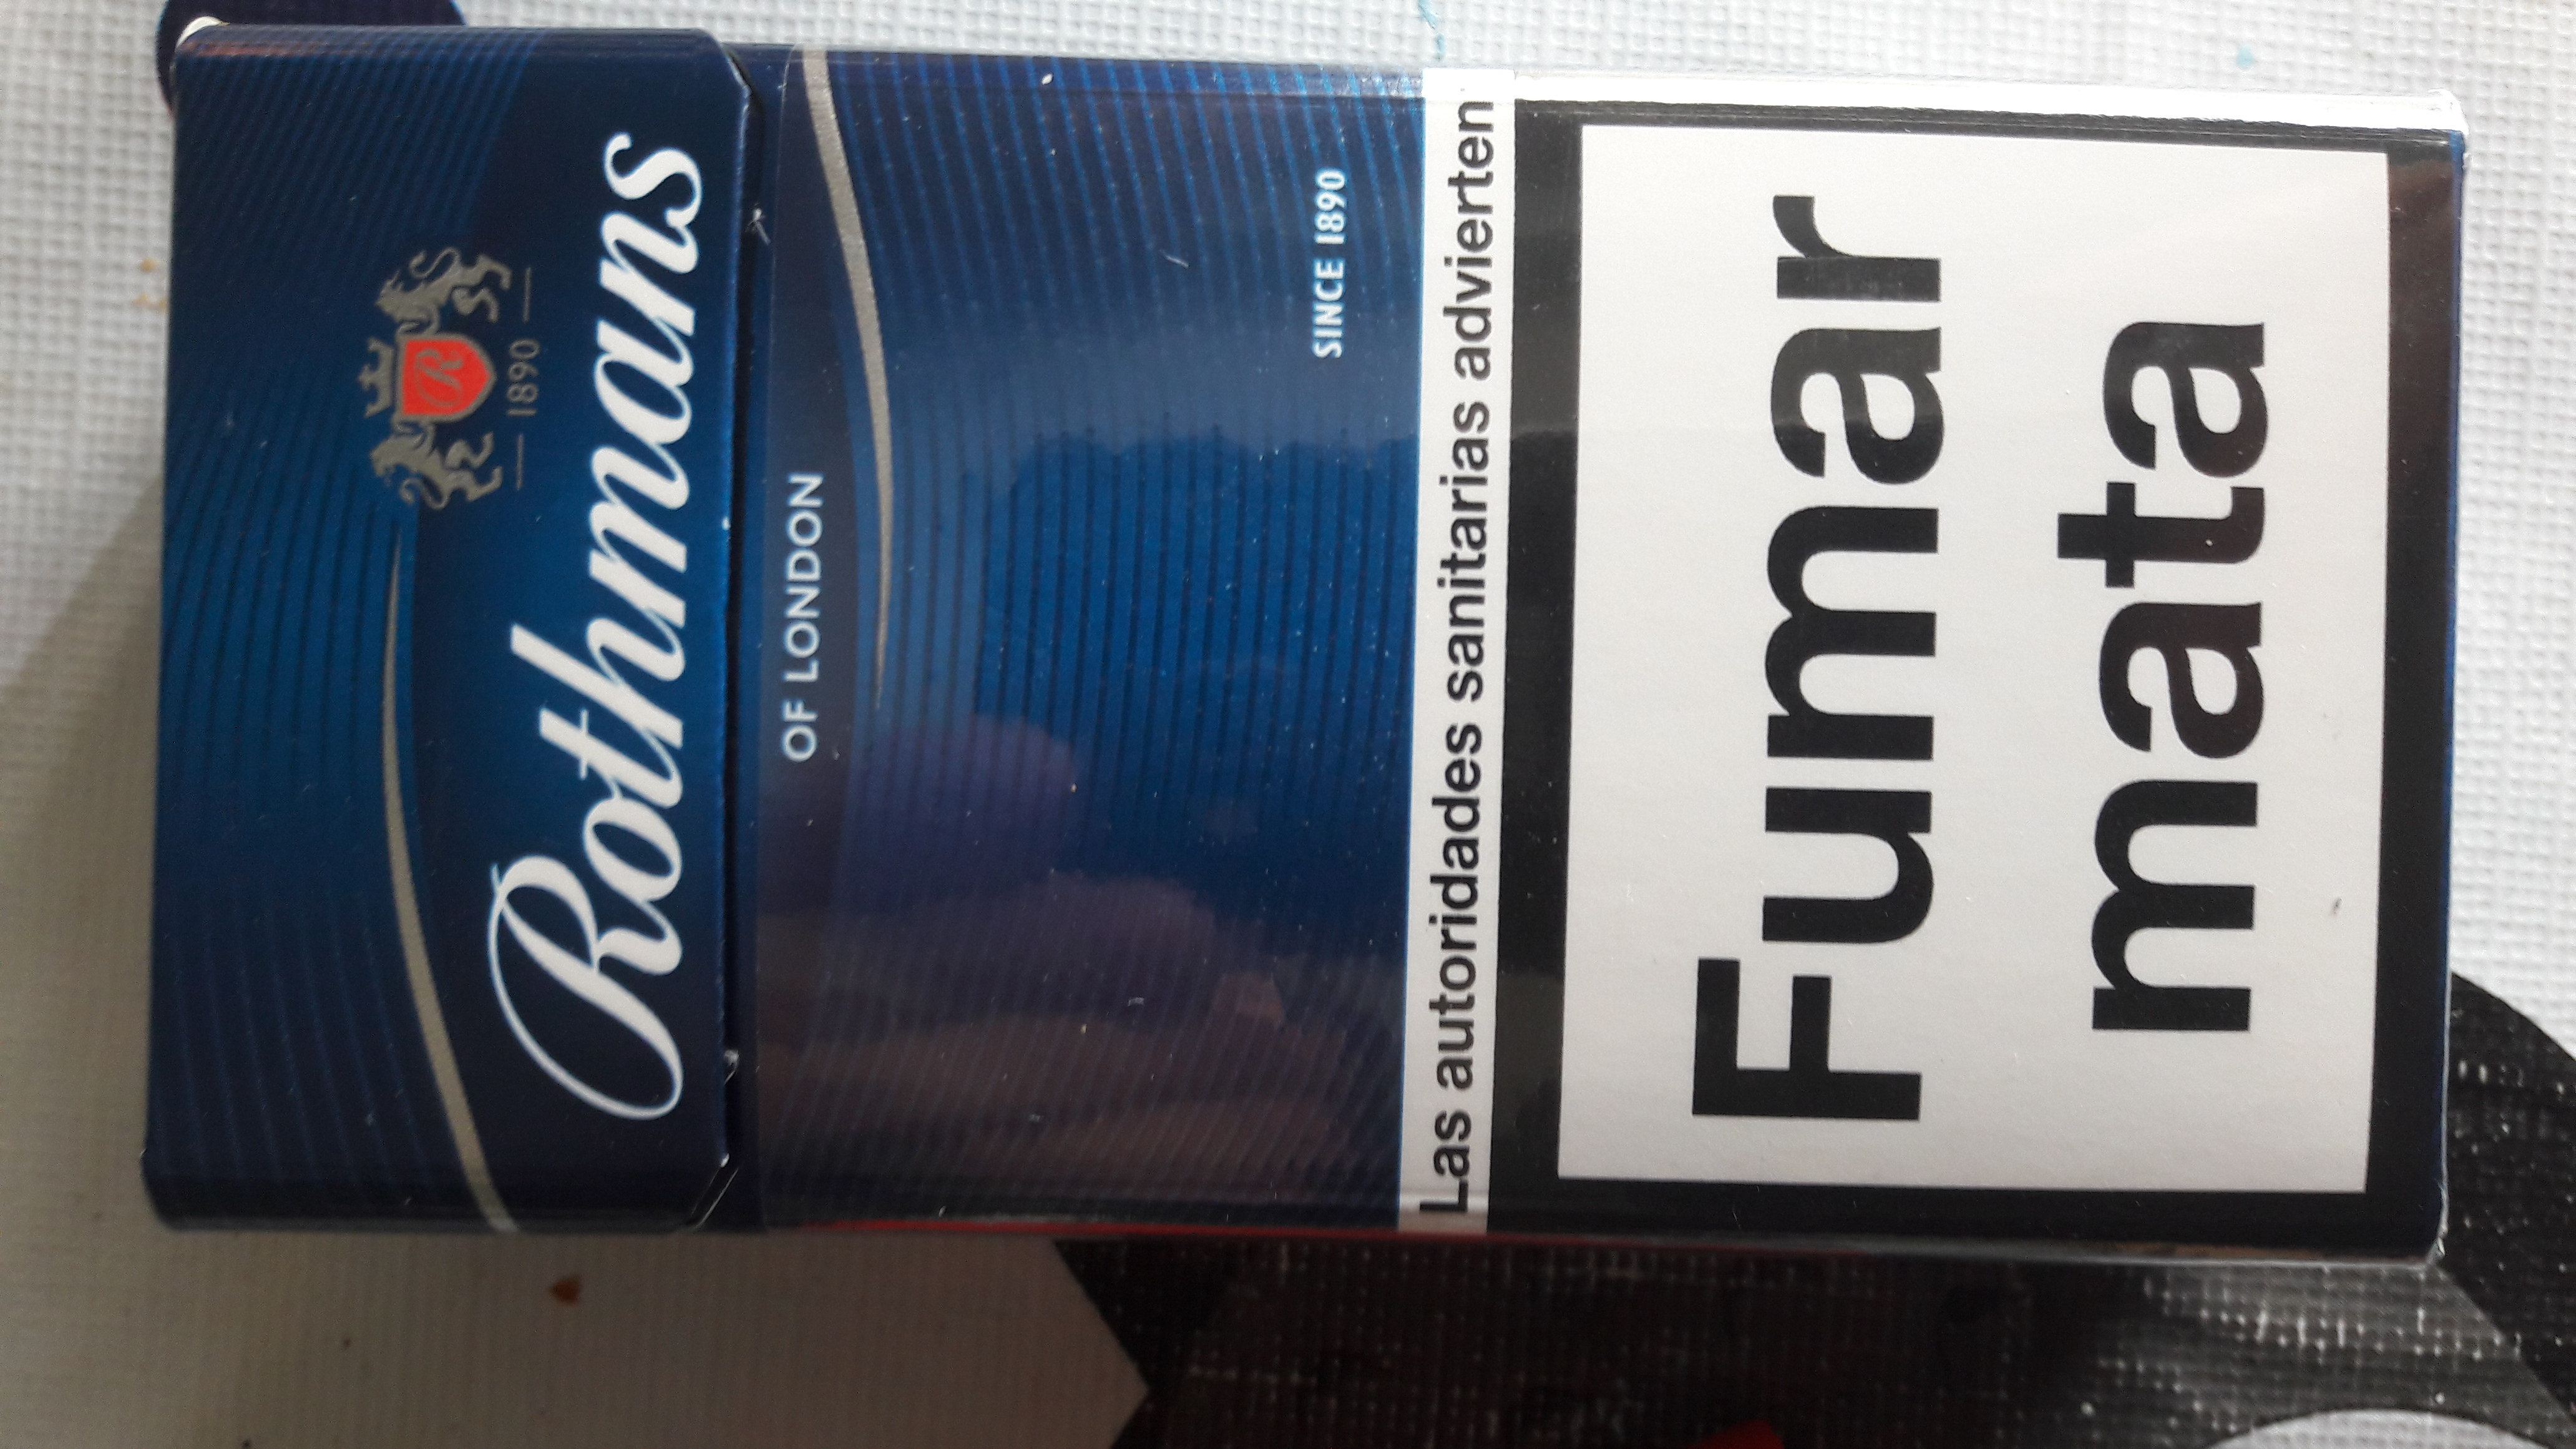 R
1890
Rothmans
OF LONDON
SINCE 1890
Las autoridades sanitarias advierten
Fumar
mata